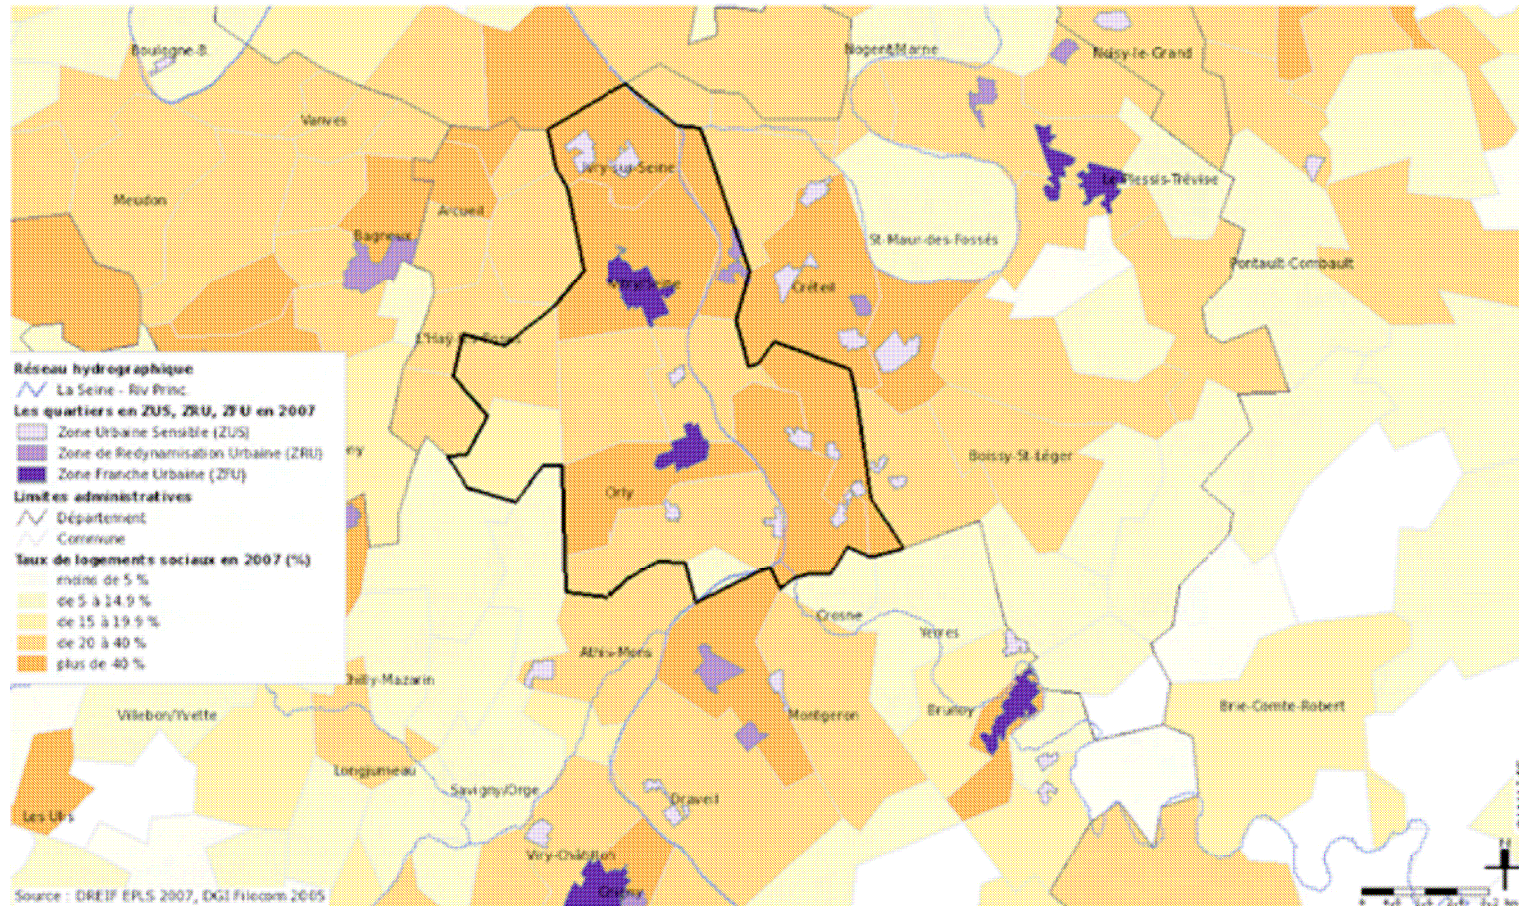 Boulogne-B.
Nogent/Marne
Noisy-le-Grand
Vanves
Ivry-sur-Seine
Le Plessis-Trévise
Meudon
Arcueil
Bagneux
St-Maur-des-Fossés
Pontault-Combault
Créteil
Réseau hydrographique
La Seine - Riv Princ.
Les quartiers en ZUS, ZRU, ZFU en 2007
Zone Urbaine Sensible (ZUS)
Zone de Redynamisation Urbaine (ZRU)
Zone Franche Urbaine (ZFU)
Limites administratives
Département
Commune
Taux de logements sociaux en 2007 (%)
moins de 5 %
de 5 à 14.9 %
de 15 à 19.9 %
de 20 à 40 %
plus de 40 %
Boissy-St-Léger
Orly
Crosne
Yerres
Athis-Mons
Chilly-Mazarin
Villebon/Yvette
Montgeron
Brunoy
Brie-Comte-Robert
Longjumeau
Savigny/Orge
Draveil
Les Ulis
Viry-Châtillon
Source : DREIF EPLS 2007, DGI Filocom 2005
N